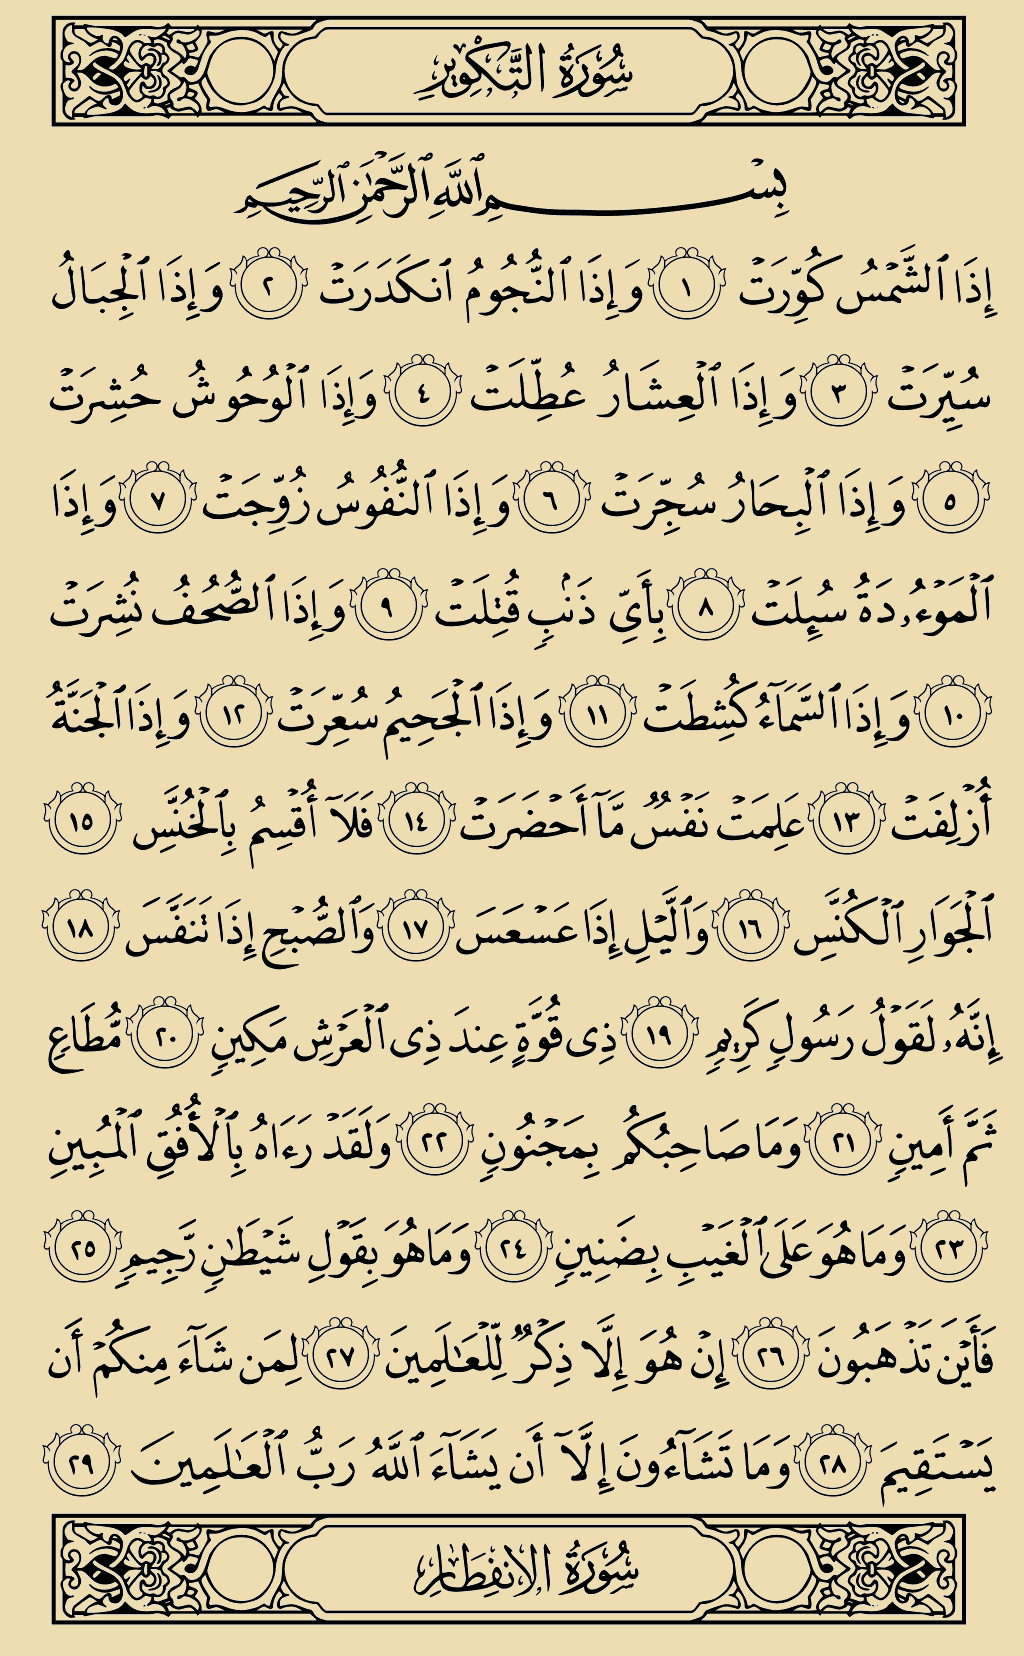 سُورَةُ التَّكْوِيرِ
بِسۡمِ ٱللَّهِ ٱلرَّحۡمَٰنِ ٱلرَّحِيمِ
إِذَا ٱلشَّمۡسُ كُوِّرَتۡ ١ وَإِذَا ٱلنُّجُومُ ٱنكَدَرَتۡ ٢ وَإِذَا ٱلۡجِبَالُ
سُيِّرَتۡ ٣ وَإِذَا ٱلۡعِشَارُ عُطِّلَتۡ ٤ وَإِذَا ٱلۡوُحُوشُ حُشِرَتۡ
٥ وَإِذَا ٱلۡبِحَارُ سُجِّرَتۡ ٦ وَإِذَا ٱلنُّفُوسُ زُوِّجَتۡ ٧ وَإِذَا
ٱلۡمَوۡءُۥدَةُ سُئِلَتۡ ٨ بِأَيِّ ذَنۢبٖ قُتِلَتۡ ٩ وَإِذَا ٱلصُّحُفُ نُشِرَتۡ
١٠ وَإِذَا ٱلسَّمَآءُ كُشِطَتۡ ١١ وَإِذَا ٱلۡجَحِيمُ سُعِّرَتۡ ١٢ وَإِذَا ٱلۡجَنَّةُ
أُزۡلِفَتۡ ١٣ عَلِمَتۡ نَفۡسٞ مَّآ أَحۡضَرَتۡ ١٤ فَلَآ أُقۡسِمُ بِٱلۡخُنَّسِ ١٥
ٱلۡجَوَارِ ٱلۡكُنَّسِ ١٦ وَٱلَّيۡلِ إِذَا عَسۡعَسَ ١٧ وَٱلصُّبۡحِ إِذَا تَنَفَّسَ ١٨
إِنَّهُۥ لَقَوۡلُ رَسُولٖ كَرِيمٖ ١٩ ذِي قُوَّةٍ عِندَ ذِي ٱلۡعَرۡشِ مَكِينٖ ٢٠ مُّطَاعٖ
ثَمَّ أَمِينٖ ٢١ وَمَا صَاحِبُكُم بِمَجۡنُونٖ ٢٢ وَلَقَدۡ رَءَاهُ بِٱلۡأُفُقِ ٱلۡمُبِينِ
٢٣ وَمَا هُوَ عَلَى ٱلۡغَيۡبِ بِضَنِينٖ ٢٤ وَمَا هُوَ بِقَوۡلِ شَيۡطَٰنٖ رَّجِيمٖ ٢٥
فَأَيۡنَ تَذۡهَبُونَ ٢٦ إِنۡ هُوَ إِلَّا ذِكۡرٞ لِّلۡعَٰلَمِينَ ٢٧ لِمَن شَآءَ مِنكُمۡ أَن
يَسۡتَقِيمَ ٢٨ وَمَا تَشَآءُونَ إِلَّآ أَن يَشَآءَ ٱللَّهُ رَبُّ ٱلۡعَٰلَمِينَ ٢٩
سُورَةُ الانفِطَارِ